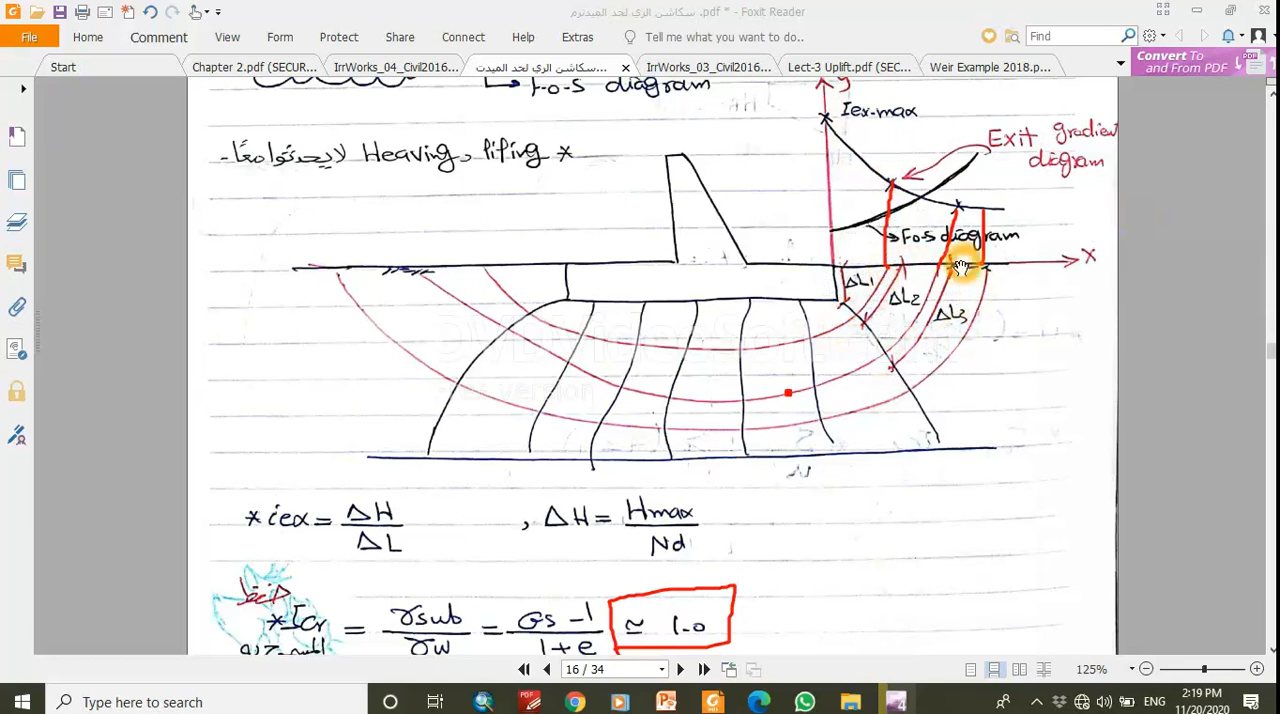 سكاشن الري لحد الميدترم.pdf * - Foxit Reader
File Home Comment View Form Protect Share Connect Help Extras Tell me what you want to do.. Find
Start Chapter 2.pdf (SECUR... IrrWorks_04_Civil2016... سكاشن الري لحد الميدت... IrrWorks_03_Civil2016... Lect-3 Uplift.pdf (SEC... Weir Example 2018.p...
Convert To
and From PDF
F.o.s diagram
y
Iex-max
Exit gradient
diagram
* lifing و Heaving لا يحدثوا معًا -
Fos diagram
X
ΔL1
ΔL2
ΔL3
* iex = ΔH / ΔL , ΔH = Hmax / Nd
* Icr = γsub / γw = Gs - 1 / 1 + e ≃ 1.0
16 / 34
125%
Type here to search
ENG
2:19 PM
11/20/2020